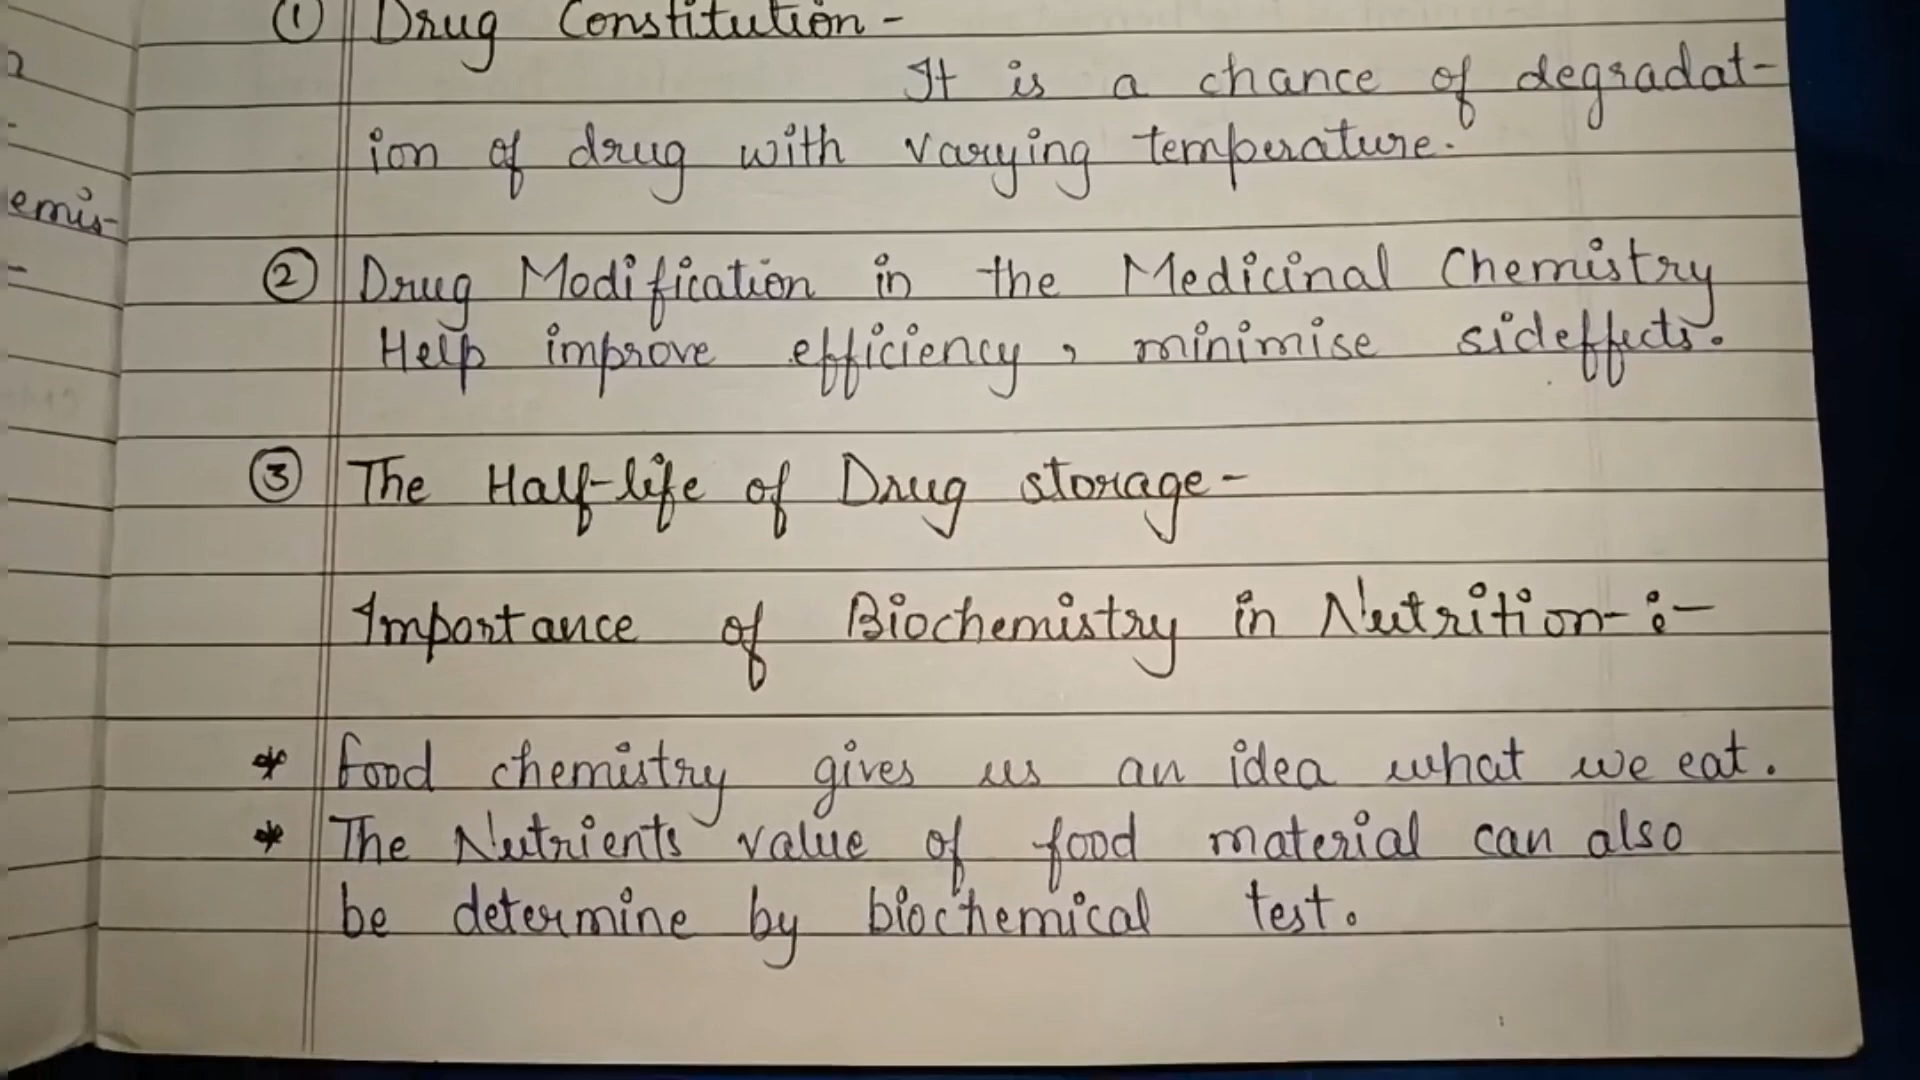 ① Drug Constitution -
It is a chance of degradat-
ion of drug with varying temperature.
emis-
② Drug Modification in the Medicinal Chemistry
Help improve efficiency, minimise sideffects.
③ The Half-life of Drug storage -
Importance of Biochemistry in Nutrition-:-
* food chemistry gives us an idea what we eat.
* The Nutrients value of food material can also
be determine by biochemical test.